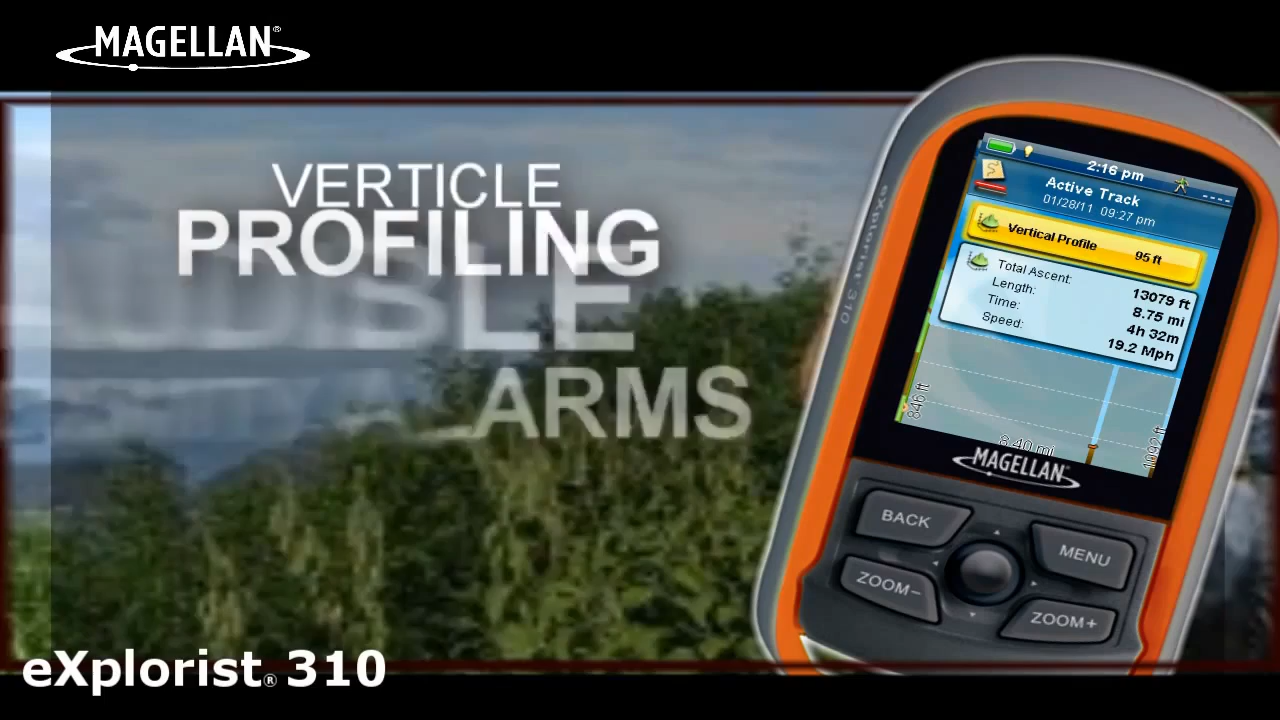 MAGELLAN®
VERTICLE
PROFILING
ARMS
eXplorist 310
2:16 pm
----
Active Track
01/28/11 09:27 pm
Vertical Profile 95 ft
Total Ascent: 13079 ft
Length: 8.75 mi
Time: 4h 32m
Speed: 19.2 Mph
846 ft
8.40 mi
1092 ft
MAGELLAN
BACK
MENU
ZOOM-
ZOOM+
eXplorist® 310